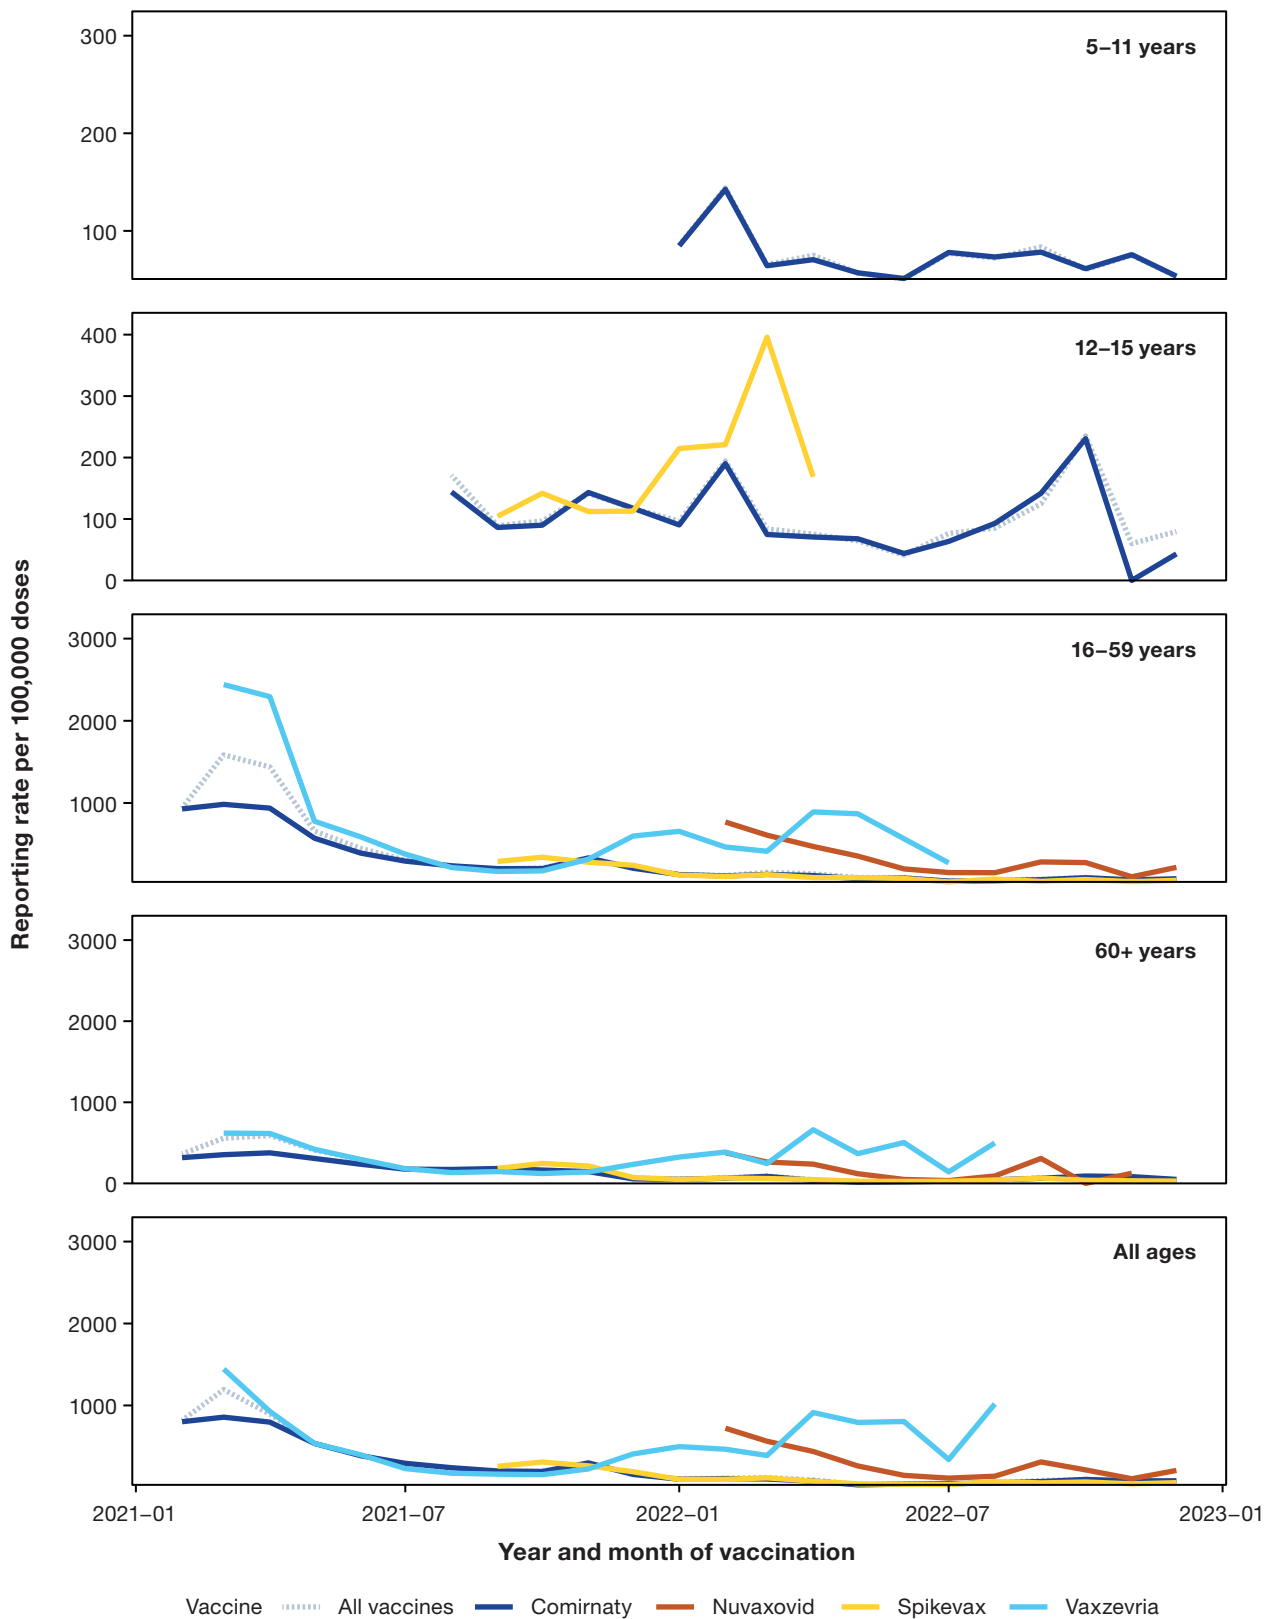 300
5–11 years
200
100
400
12–15 years
300
200
100
0
3000
16–59 years
2000
1000
3000
60+ years
2000
1000
0
3000
All ages
2000
1000
Reporting rate per 100,000 doses
2021–01 2021–07 2022–01 2022–07 2023–01
Year and month of vaccination
Vaccine All vaccines Comirnaty Nuvaxovid Spikevax Vaxzevria